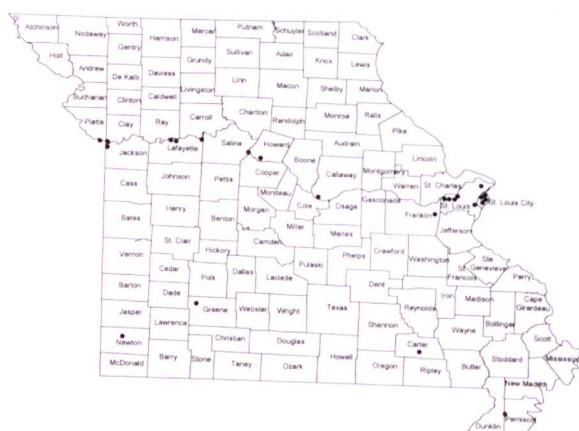 Atchinson Nodaway Worth Harrison Mercer Putnam Schuyler Scotland Clark
Holt Gentry Sullivan Adair Knox Lewis
Andrew De Kalb Daviess Grundy Linn Macon Shelby Marion
Buchanan Clinton Caldwell Livingston Chariton Randolph Monroe Ralls
Platte Clay Ray Carroll Howard Audrain Pike
Jackson Lafayette Saline Boone Callaway Montgomery Lincoln
Cass Johnson Pettis Cooper Moniteau Cole Osage Gasconade Warren St. Charles
Franklin St. Louis St. Louis City
Bates Henry Benton Morgan Miller Maries Jefferson
St. Clair Hickory Camden Phelps Crawford Washington St. Francois Ste Genevieve Perry
Vernon Cedar Polk Dallas Laclede Pulaski Dent Iron Madison Cape Girardeau
Barton Dade Greene Webster Wright Texas Shannon Reynolds Wayne Bollinger Scott
Jasper Lawrence Christian Douglas Howell Carter Stoddard Mississippi
Newton Barry Stone Taney Ozark Oregon Ripley Butler New Madrid
McDonald
Dunklin Pemiscot